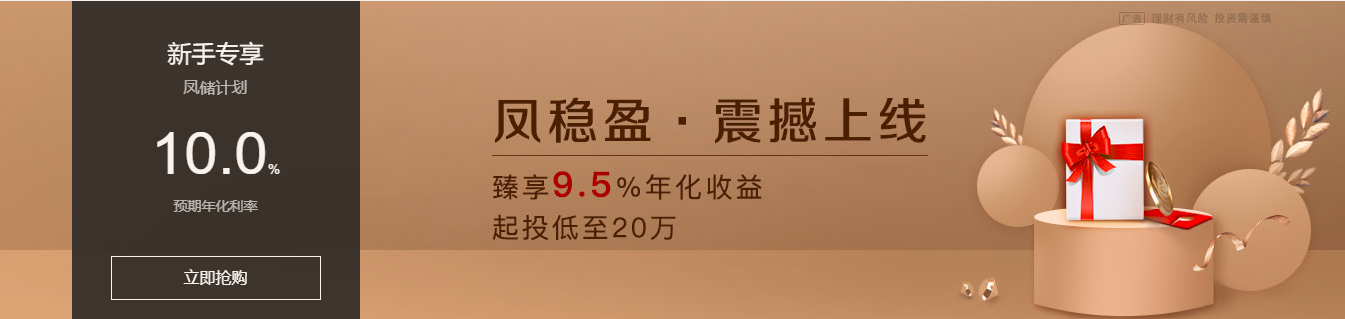 新手专享
凤储计划
10.0%
预期年化利率
立即抢购
广告 理财有风险 投资需谨慎
凤稳盈·震撼上线
臻享9.5%年化收益
起投低至20万